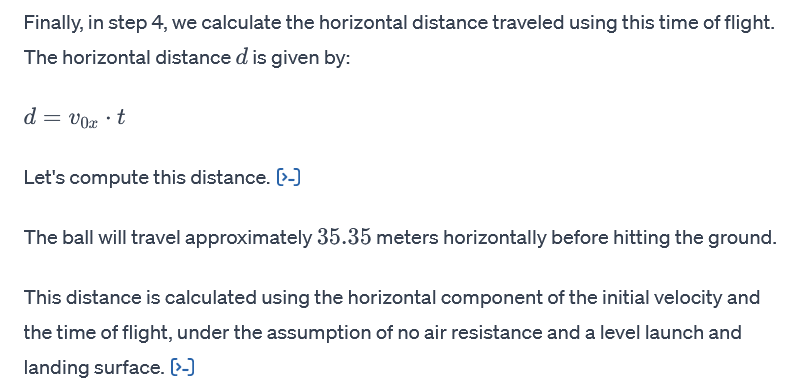 Finally, in step 4, we calculate the horizontal distance traveled using this time of flight.
The horizontal distance d is given by:
d = v₀ₓ · t
Let's compute this distance. [>-]
The ball will travel approximately 35.35 meters horizontally before hitting the ground.
This distance is calculated using the horizontal component of the initial velocity and
the time of flight, under the assumption of no air resistance and a level launch and
landing surface. [>-]